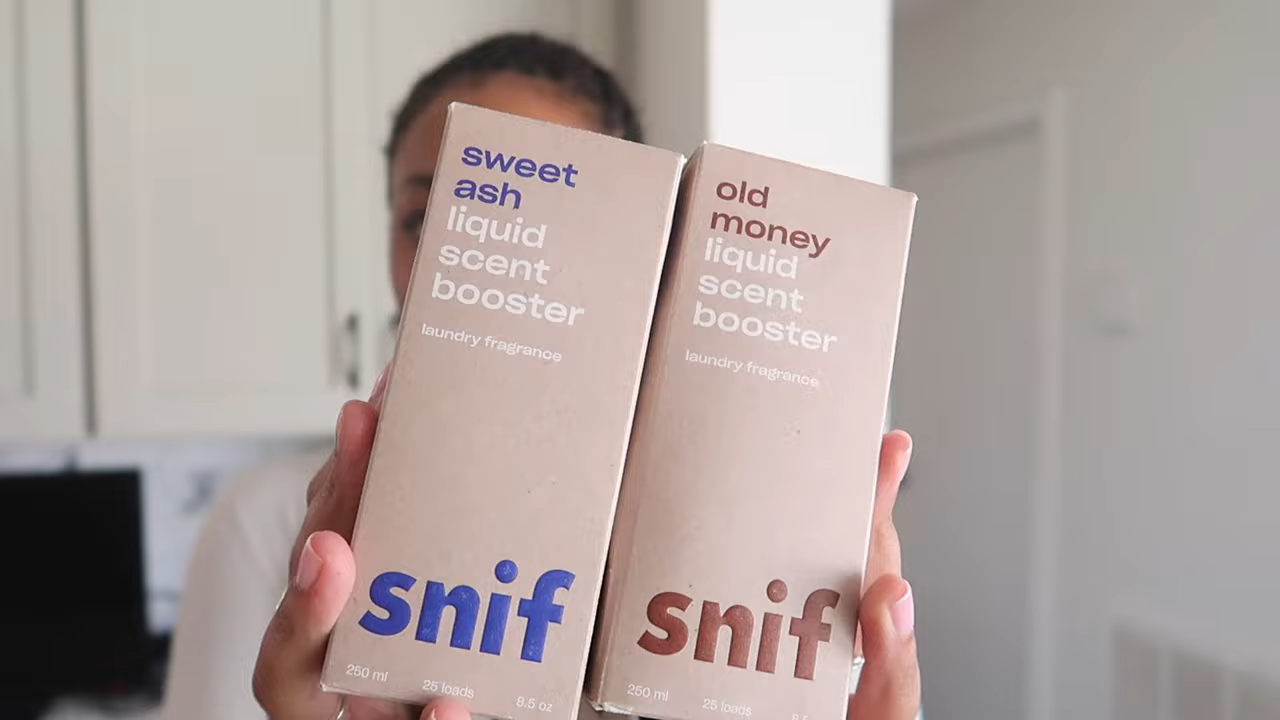 sweet
ash
liquid
scent
booster
laundry fragrance
snif
250 ml 25 loads 8.5 oz
old
money
liquid
scent
booster
laundry fragrance
snif
250 ml 25 loads